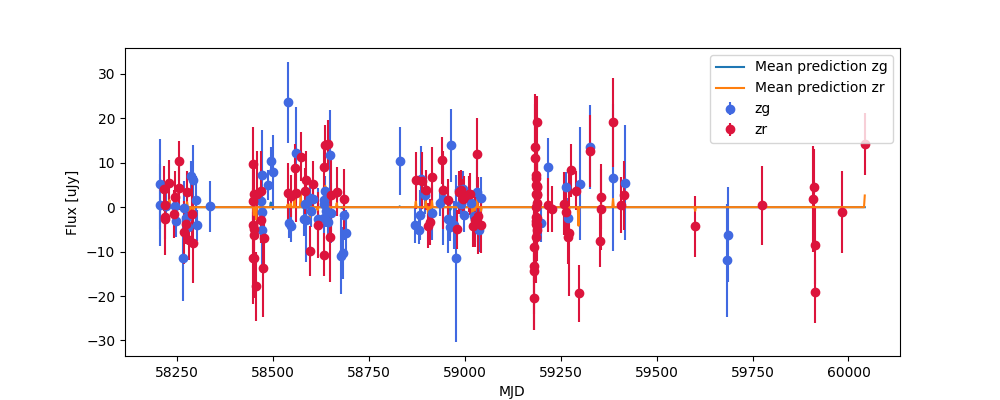 30
20
10
0
−10
−20
−30
Flux [uJy]
58250
58500
58750
59000
59250
59500
59750
60000
MJD
Mean prediction zg
Mean prediction zr
zg
zr